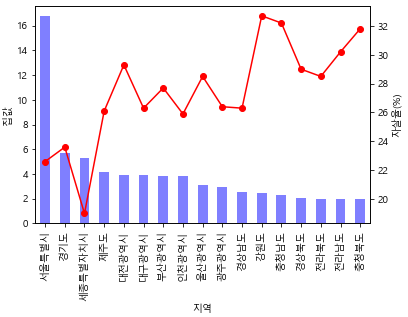 16
14
12
10
8
6
4
2
0
집값
32
30
28
26
24
22
20
자살율(%)
서울특별시
경기도
세종특별자치시
제주도
대전광역시
대구광역시
부산광역시
인천광역시
울산광역시
광주광역시
경상남도
강원도
충청남도
경상북도
전라북도
전라남도
충청북도
지역